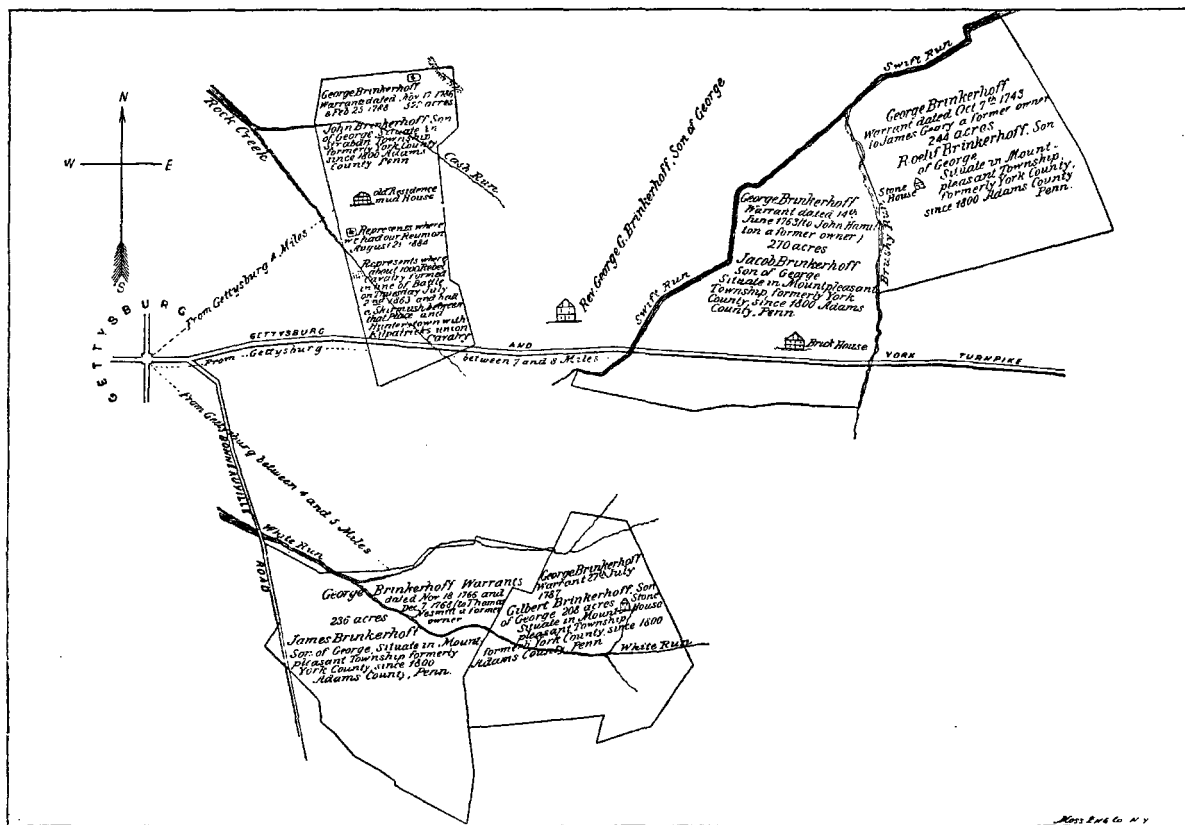 N
W
E
S
GETTYSBURG
Rock Creek
George Brinkerhoff
Warrants dated Nov 17 1786
& Feb 25 1788
acres
John Brinkerhoff, Son
of George Situate in
Straban Township
formerly York County
since 1800 Adams
County Penn
Cash Run
old Residence
mud House
Represents where
we had our Reunion
August 21 1884
Represents where
about 1000 Rebel
Cavalry formed
in line of Battle
on Thursday July
2nd 1863 and had
a Skirmish between
that Place and
Hunterstown with
Kilpatricks union
Cavalry
From Gettysburg 4 Miles
GETTYSBURG AND YORK TURNPIKE
From Gettysburg between 7 and 8 Miles
Rev. George G. Brinkerhoff, Son of George
Swift Run
Swift Run
George Brinkerhoff
Warrant dated Oct 7th 1743
to James Geary a former owner
244 acres
Roelif Brinkerhoff, Son
of George
Situate in Mount-
pleasant Township,
formerly York County,
since 1800 Adams County,
Penn.
Stone
House
Brushy Run
George Brinkerhoff
Warrant dated 14th
June 1763 (to John Hamil
ton a former owner)
270 acres
Jacob Brinkerhoff
Son of George
Situate in Mountpleasant
Township, formerly York
County, since 1800 Adams
County, Penn
Brick House
BONNEAUVILLE ROAD
From Gettysburg between 4 and 5 Miles
White Run
George Brinkerhoff Warrants
dated Nov 18 1766 and
Dec 7 1768 (to Thomas
a former
owner
236 acres
James Brinkerhoff
Son of George, Situate in Mount
pleasant Township formerly
York County, since 1800
Adams County, Penn.
George Brinkerhoff
Warrant 27th July
1787
Gilbert Brinkerhoff, Son
of George 208 acres
Situate in Mount-
pleasant Township
formerly York County, since 1800
Adams County Penn
Stone
House
White Run
Moss Eng Co N Y